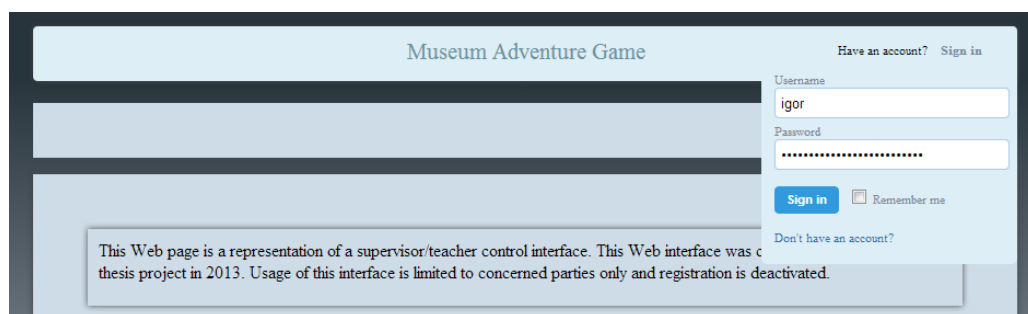 Museum Adventure Game
Have an account? Sign in
Username
igor
Password
••••••••••••••••••••••••••
Sign in Remember me
Don't have an account?
This Web page is a representation of a supervisor/teacher control interface. This Web interface was
thesis project in 2013. Usage of this interface is limited to concerned parties only and registration is deactivated.